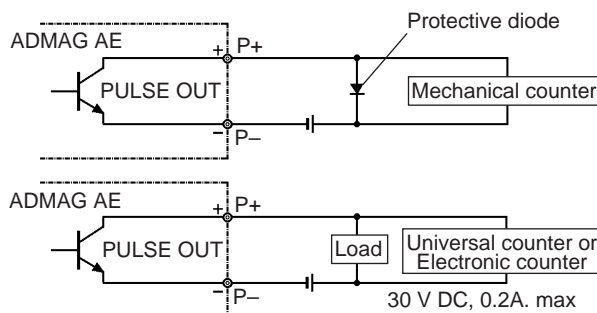 Protective diode
ADMAG AE
+ P+
PULSE OUT
Mechanical counter
– P–
ADMAG AE
+ P+
PULSE OUT
Load
Universal counter or
Electronic counter
– P–
30 V DC, 0.2A. max